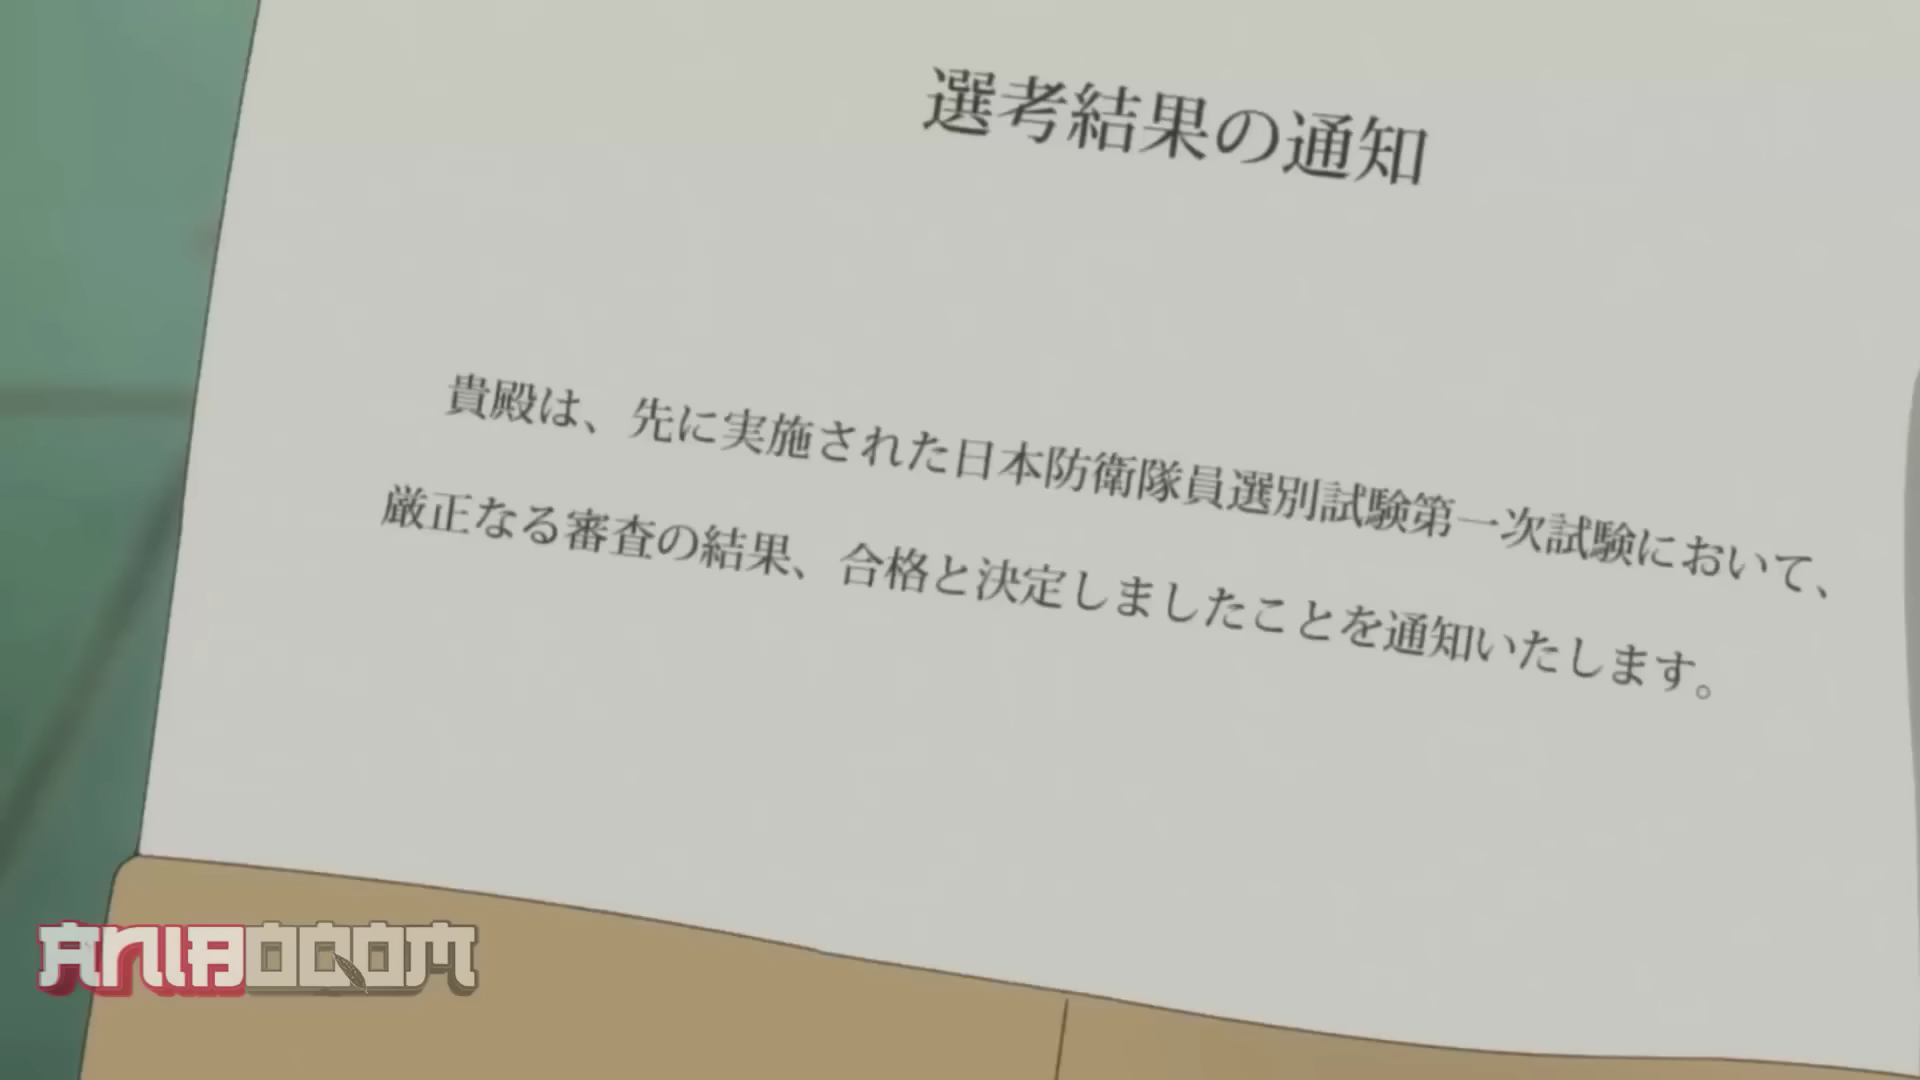 選考結果の通知
貴殿は、先に実施された日本防衛隊員選別試験第一次試験において、
厳正なる審査の結果、合格と決定しましたことを通知いたします。